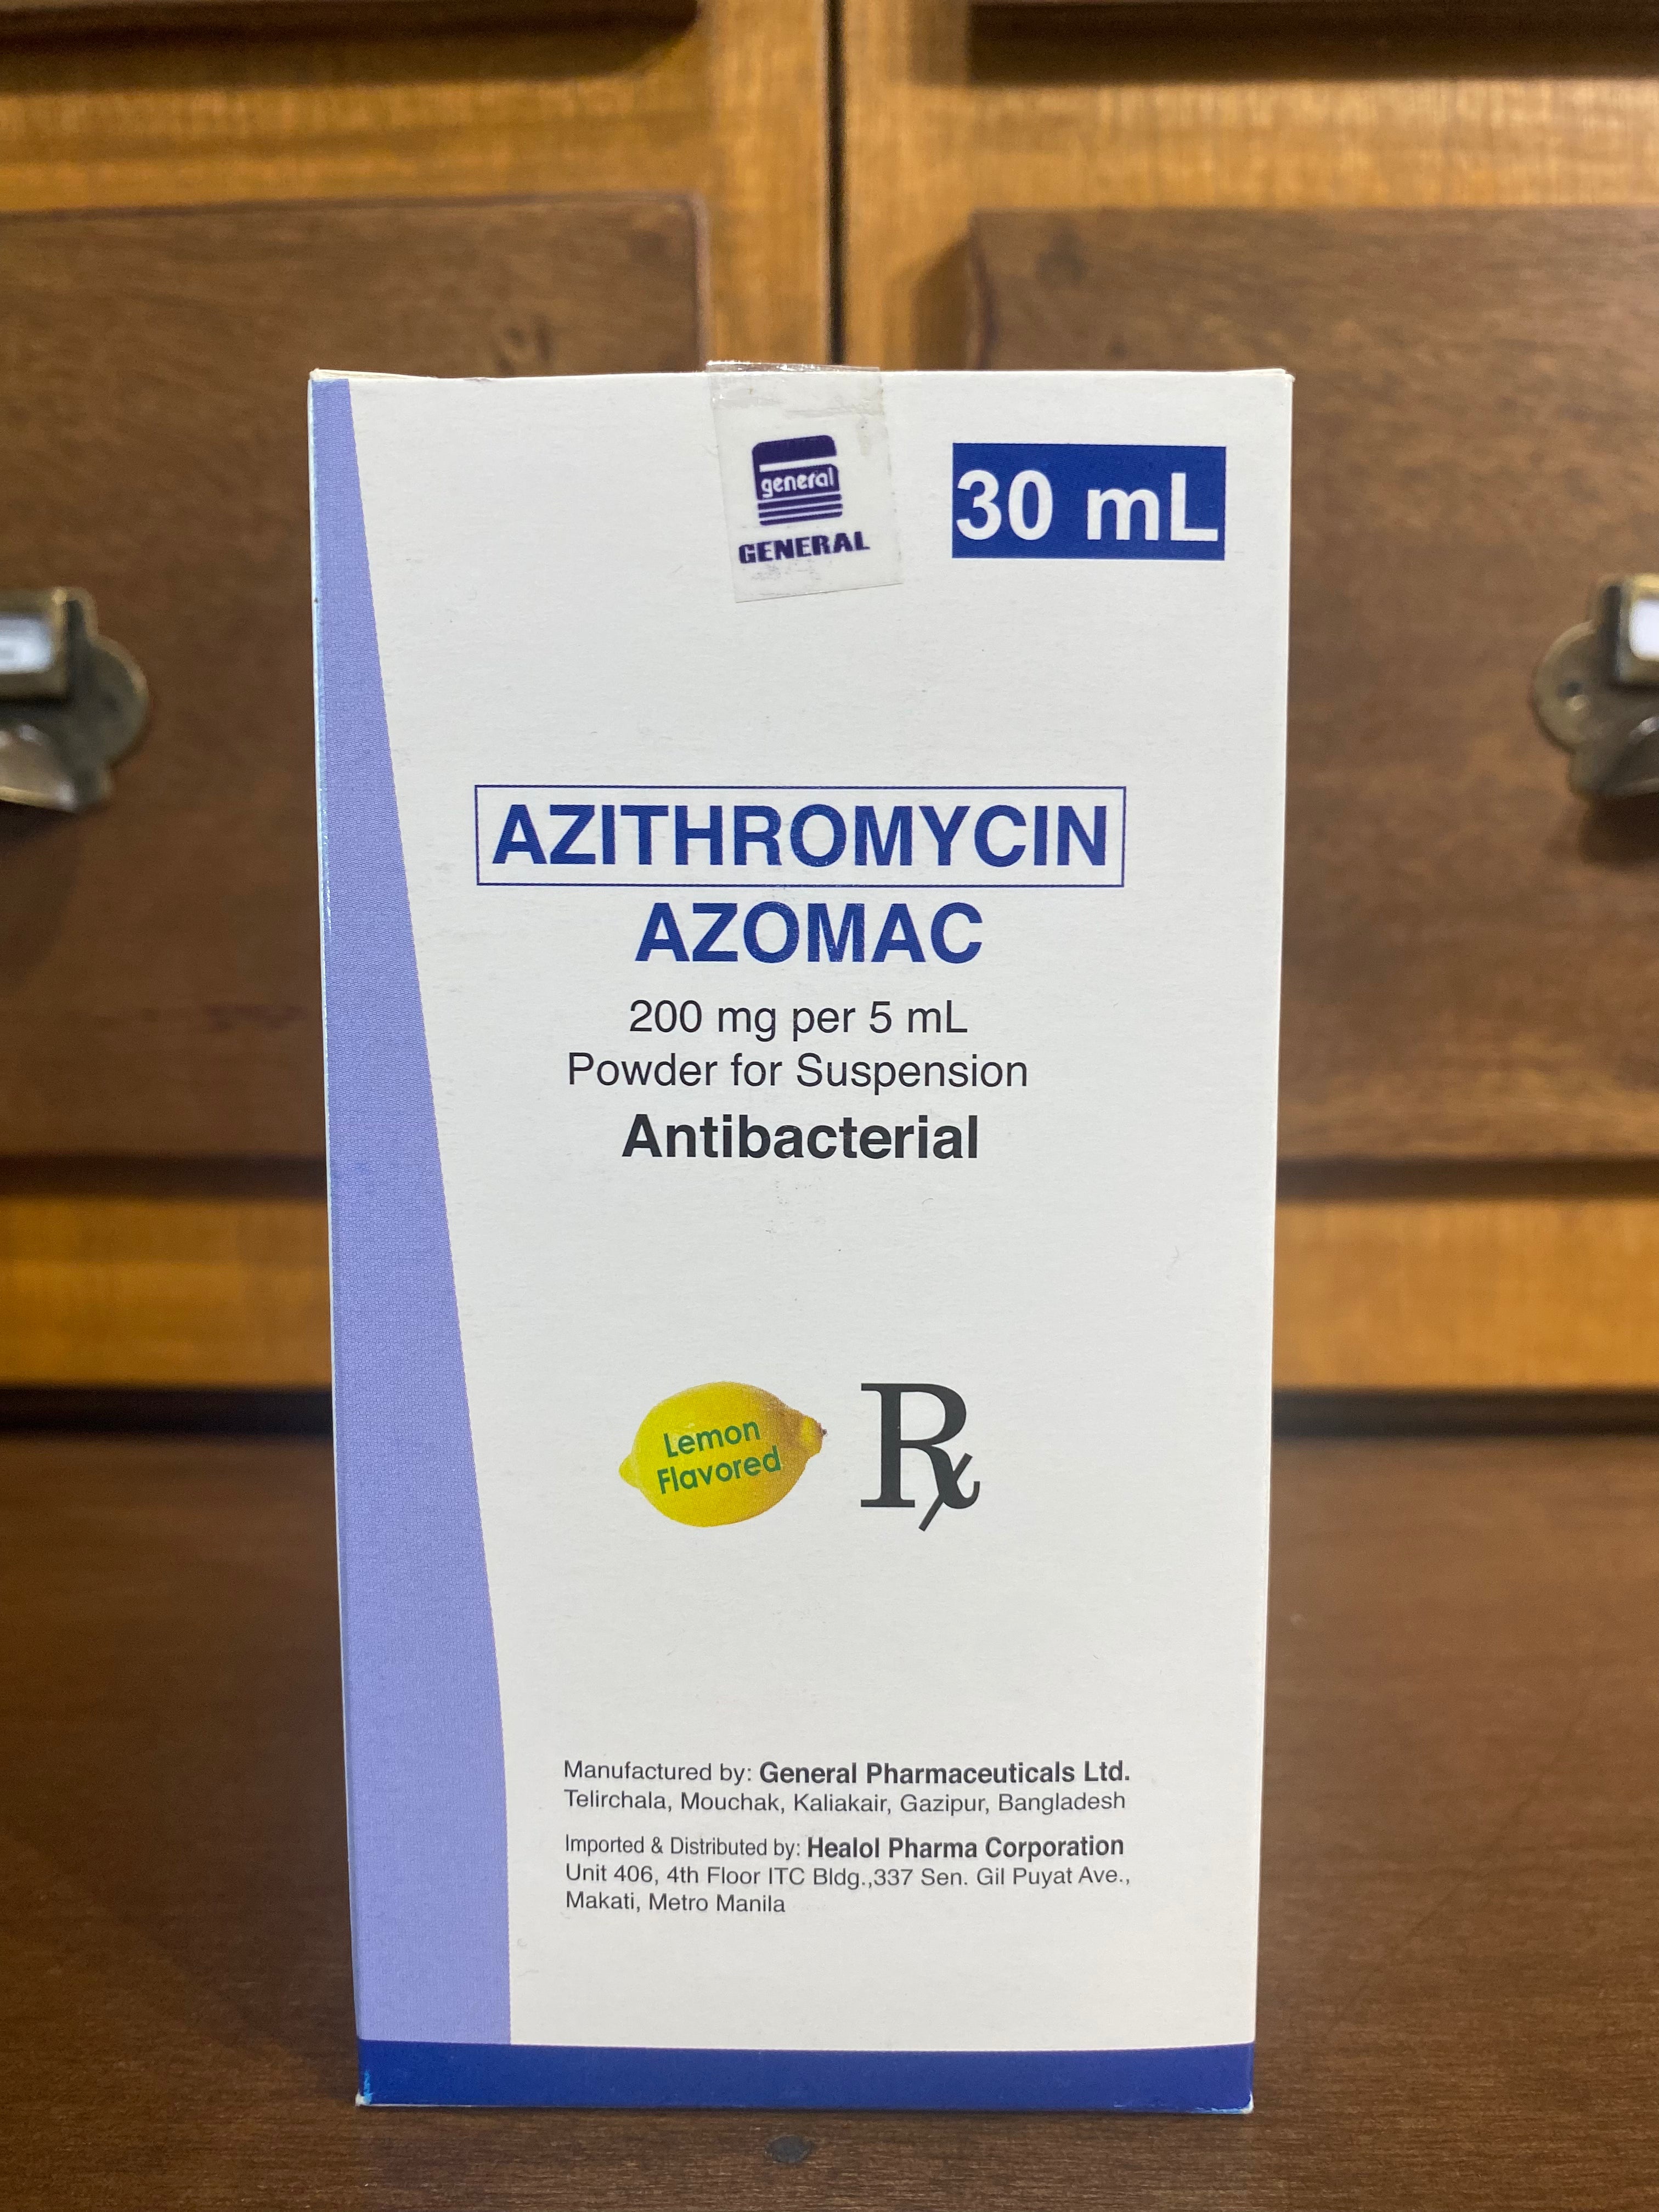 general
GENERAL
30 mL
AZITHROMYCIN
AZOMAC
200 mg per 5 mL
Powder for Suspension
Antibacterial
Lemon
Flavored
℞
Manufactured by: General Pharmaceuticals Ltd.
Telirchala, Mouchak, Kaliakair, Gazipur, Bangladesh
Imported & Distributed by: Healol Pharma Corporation
Unit 406, 4th Floor ITC Bldg.,337 Sen. Gil Puyat Ave.,
Makati, Metro Manila